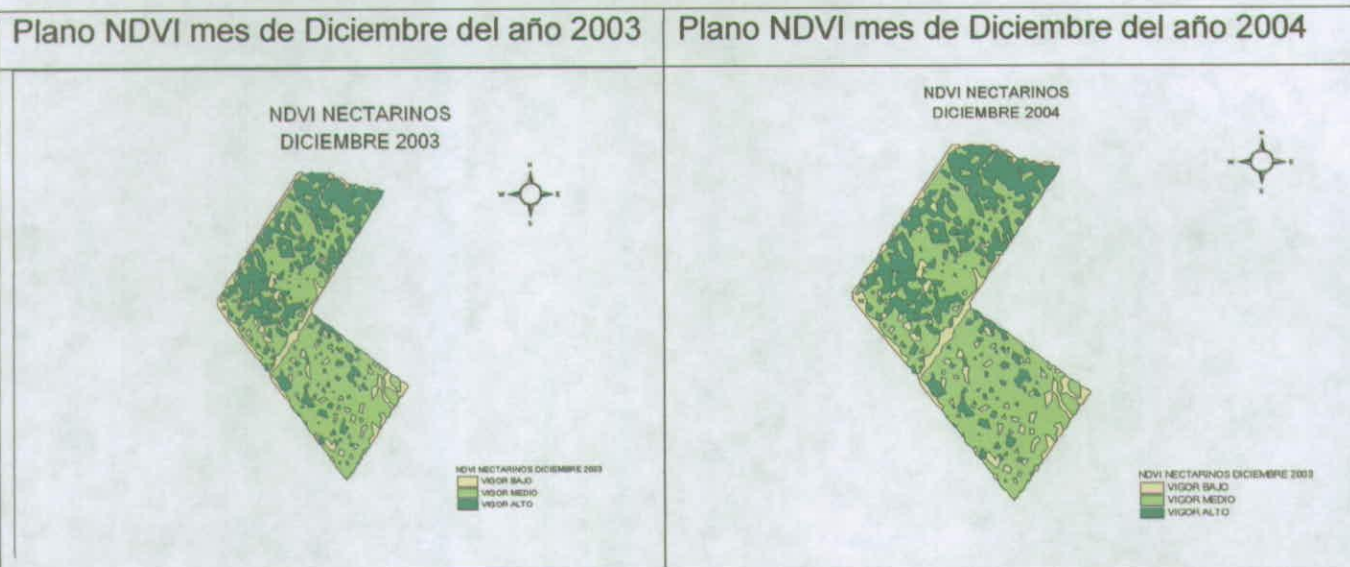 Plano NDVI mes de Diciembre del año 2003
Plano NDVI mes de Diciembre del año 2004
NDVI NECTARINOS
DICIEMBRE 2003
N
W E
S
NDVI NECTARINOS DICIEMBRE 2003
VIGOR BAJO
VIGOR MEDIO
VIGOR ALTO
NDVI NECTARINOS
DICIEMBRE 2004
N
W E
S
NDVI NECTARINOS DICIEMBRE 2003
VIGOR BAJO
VIGOR MEDIO
VIGOR ALTO